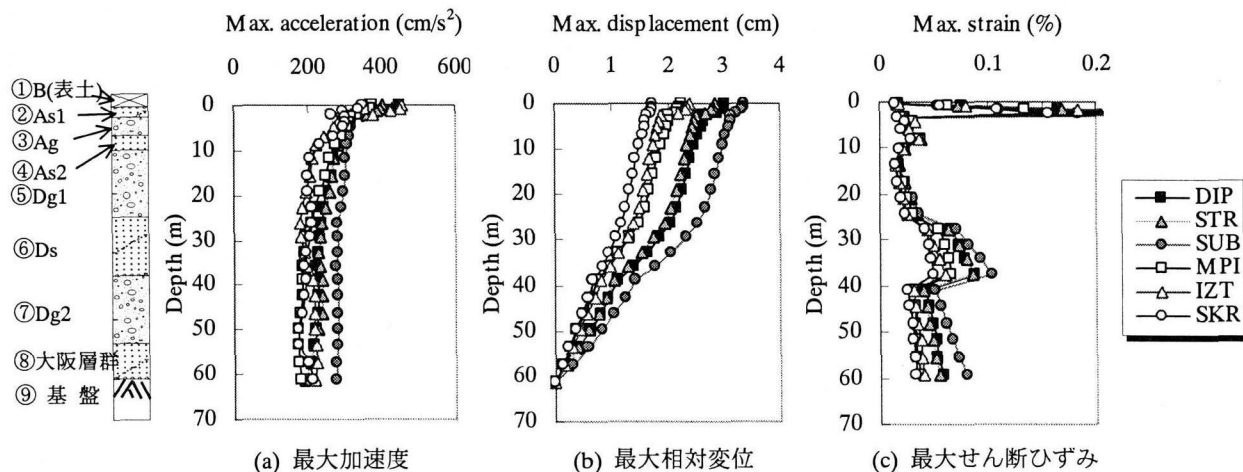 Max. acceleration (cm/s²)
0 200 400 600
Max. displacement (cm)
0 1 2 3 4
Max. strain (%)
0 0.1 0.2
①B(表土)
②As1
③Ag
④As2
⑤Dg1
⑥Ds
⑦Dg2
⑧大阪層群
⑨基盤
Depth (m)
0
10
20
30
40
50
60
70
Depth (m)
0
10
20
30
40
50
60
70
Depth (m)
0
10
20
30
40
50
60
70
DIP
STR
SUB
MPI
IZT
SKR
(a) 最大加速度
(b) 最大相対変位
(c) 最大せん断ひずみ